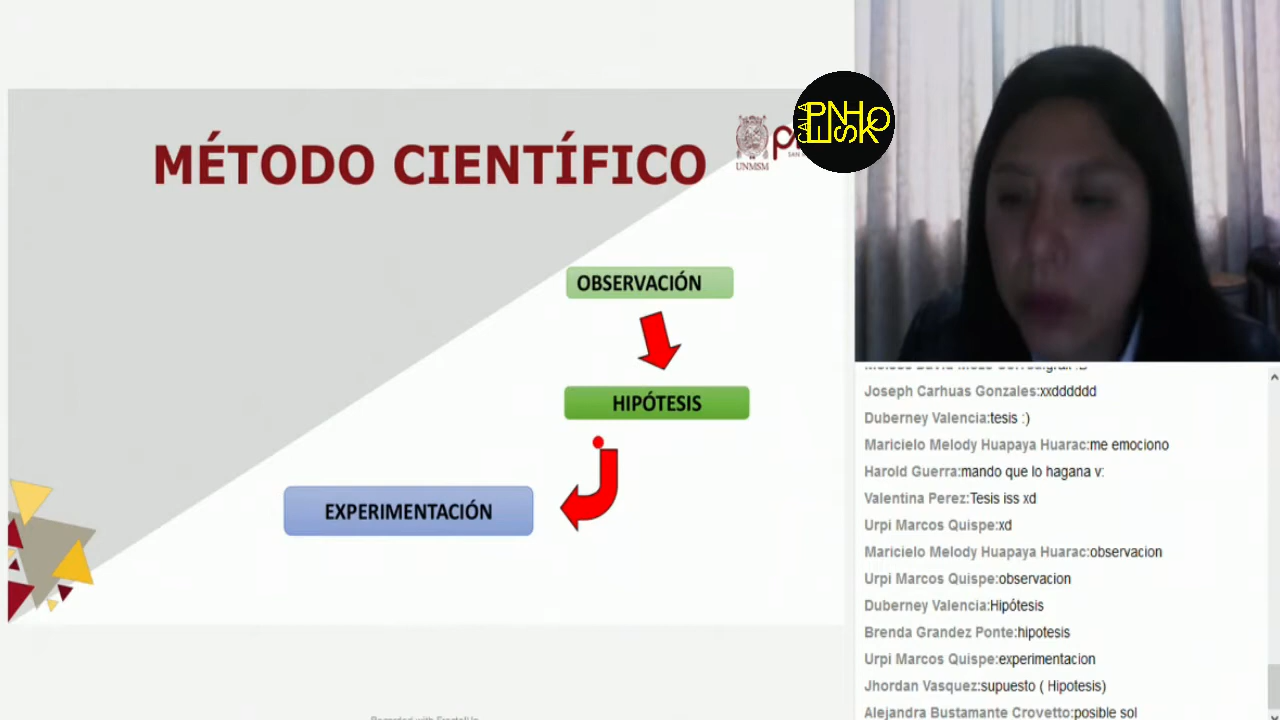 MÉTODO CIENTÍFICO
UNMSM
OBSERVACIÓN
HIPÓTESIS
EXPERIMENTACIÓN
Joseph Carhuas Gonzales:xxdddddd
Duberney Valencia:tesis :)
Maricielo Melody Huapaya Huarac:me emociono
Harold Guerra:mando que lo hagana v:
Valentina Perez:Tesis iss xd
Urpi Marcos Quispe:xd
Maricielo Melody Huapaya Huarac:observacion
Urpi Marcos Quispe:observacion
Duberney Valencia:Hipótesis
Brenda Grandez Ponte:hipotesis
Urpi Marcos Quispe:experimentacion
Jhordan Vasquez:supuesto ( Hipotesis)
Alejandra Bustamante Crovetto:posible sol